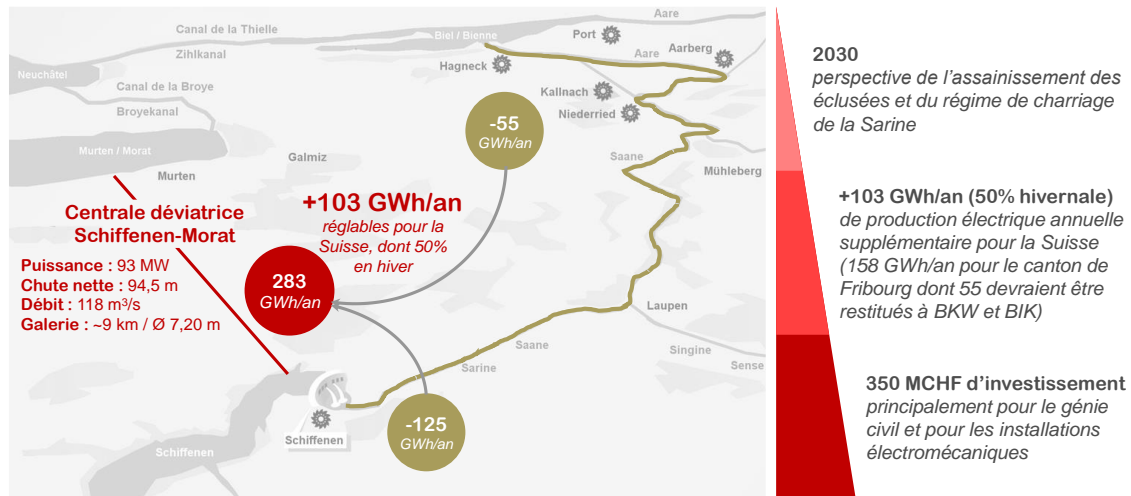 Aare
Canal de la Thielle
Zihlkanal
Biel / Bienne
Port
Aare
Aarberg
Hagneck
Neuchâtel
Canal de la Broye
Broyekanal
Kallnach
Niederried
-55
GWh/an
Murten / Morat
Murten
Galmiz
Saane
Mühleberg
Centrale déviatrice
Schiffenen-Morat
Puissance : 93 MW
Chute nette : 94,5 m
Débit : 118 m³/s
Galerie : ~9 km / Ø 7,20 m
+103 GWh/an
réglables pour la
Suisse, dont 50%
en hiver
283
GWh/an
Laupen
Singine
Sense
Saane
Sarine
-125
GWh/an
Schiffenen
Schiffenen
2030
perspective de l’assainissement des
éclusées et du régime de charriage
de la Sarine
+103 GWh/an (50% hivernale)
de production électrique annuelle
supplémentaire pour la Suisse
(158 GWh/an pour le canton de
Fribourg dont 55 devraient être
restitués à BKW et BIK)
350 MCHF d’investissement
principalement pour le génie
civil et pour les installations
électromécaniques